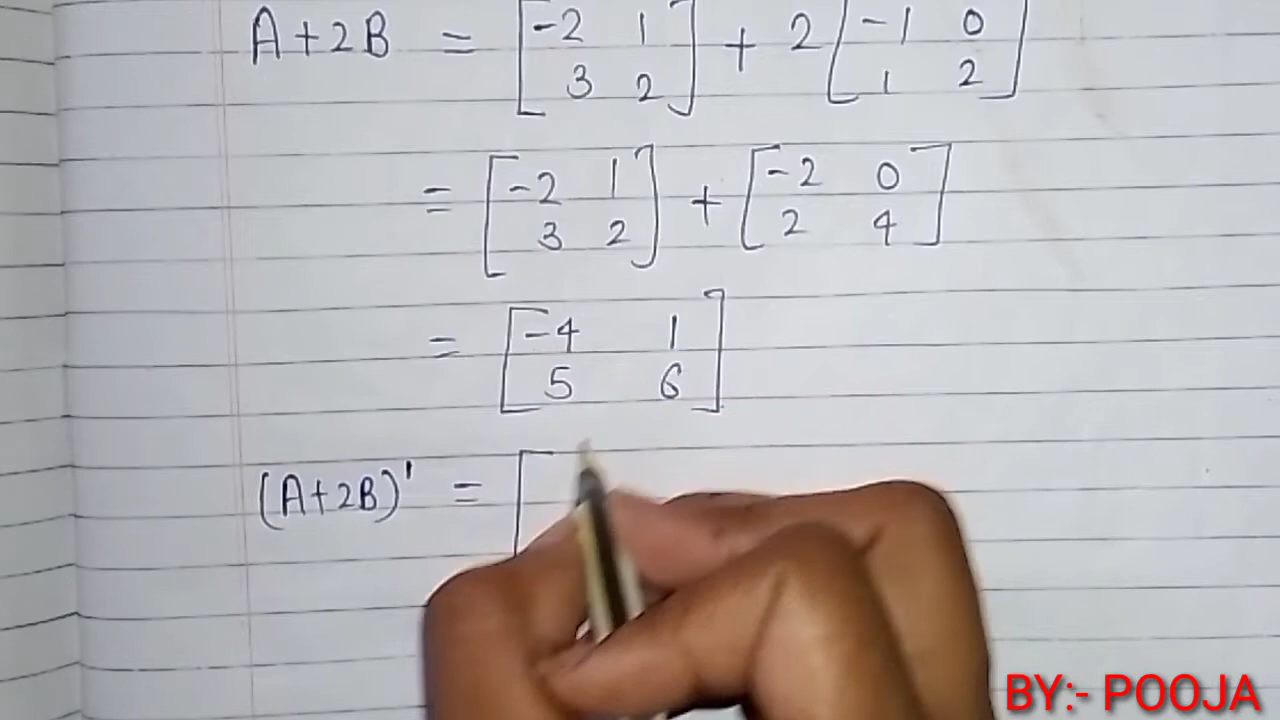 A+2B = [-2 1 3 2] + 2[-1 0 1 2]
= [-2 1 3 2] + [-2 0 2 4]
= [-4 1 5 6]
(A+2B)' = [
BY:- POOJA